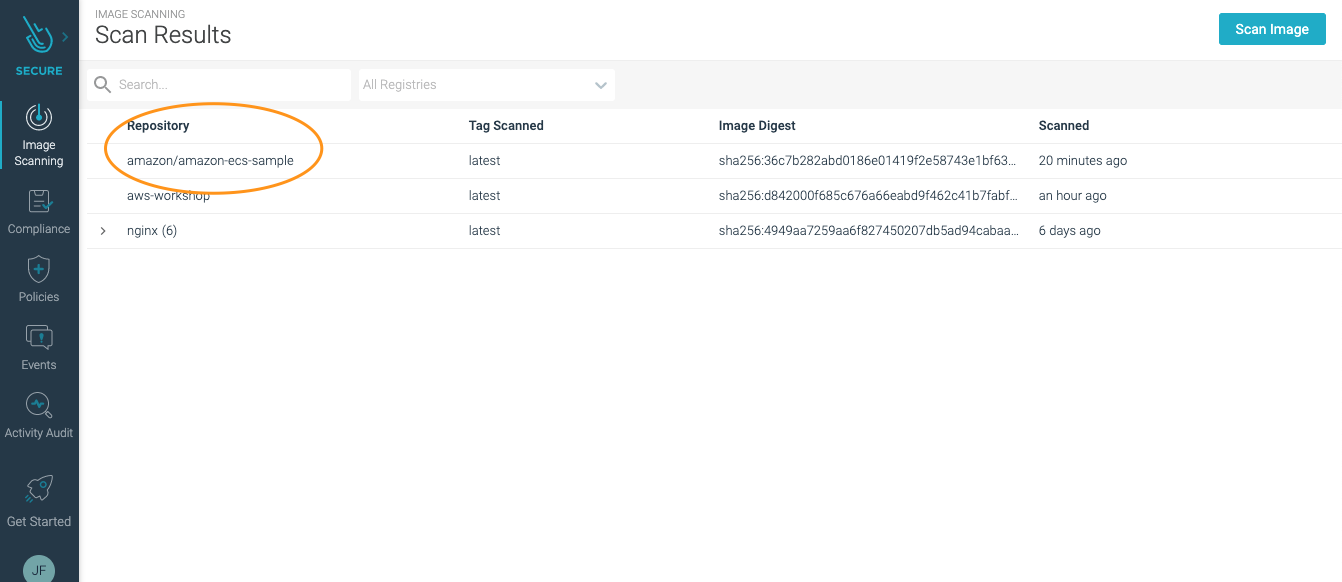 IMAGE SCANNING
Scan Results
Scan Image
SECURE
Search...
All Registries
Image
Scanning
Compliance
Policies
Events
Activity Audit
Get Started
JF
Repository Tag Scanned Image Digest Scanned
amazon/amazon-ecs-sample latest sha256:36c7b282abd0186e01419f2e58743e1bf63... 20 minutes ago
aws-workshop latest sha256:d842000f685c676a66eabd9f462c41b7fabf... an hour ago
nginx (6) latest sha256:4949aa7259aa6f827450207db5ad94cabaa... 6 days ago